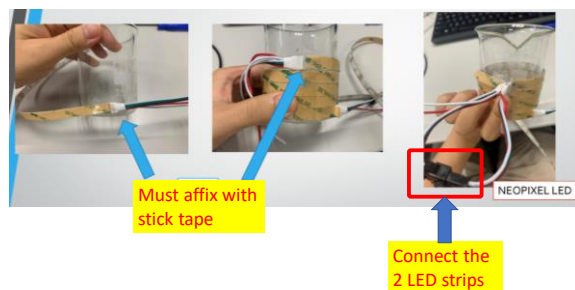 NEOPIXEL LED
Must affix with
stick tape
Connect the
2 LED strips